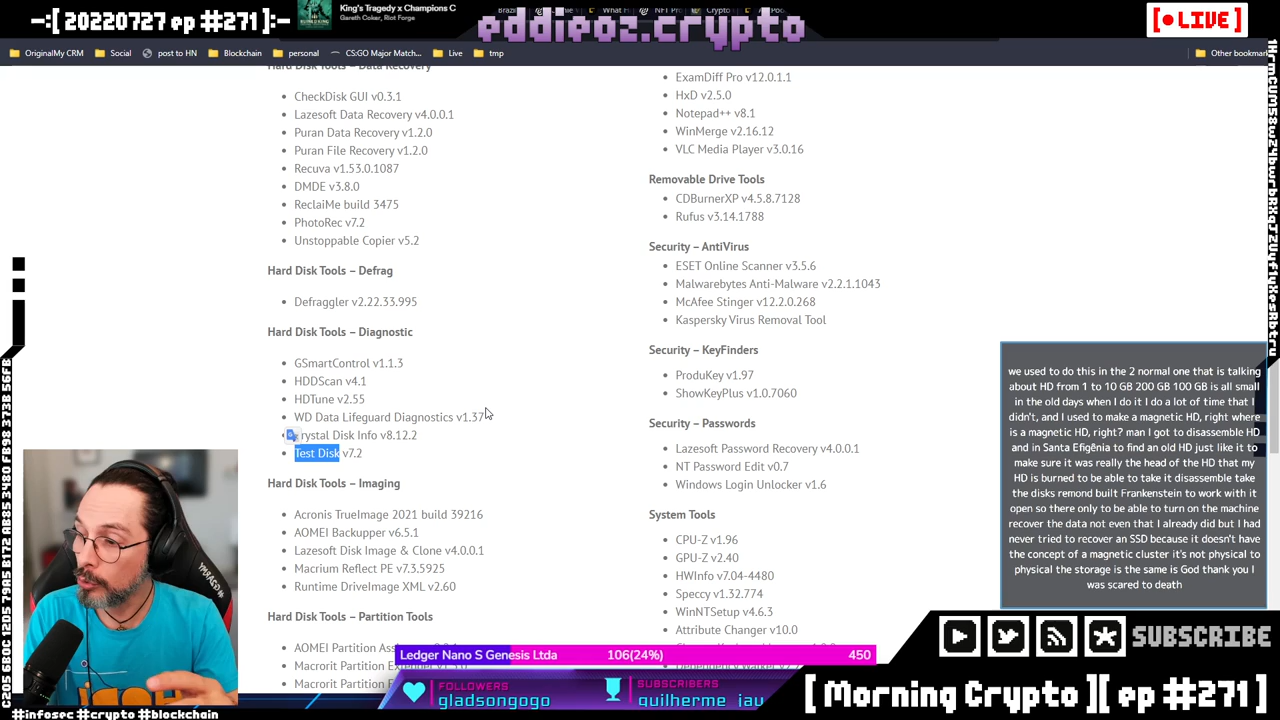 -:[ 20220727 ep #271 ]:-
King's Tragedy x Champions C
Gareth Coker, Riot Forge
eddieoz.crypto
[● LIVE ]
OriginalMy CRM
Social
post to HN
Blockchain
personal
CS:GO Major Match...
Live
tmp
Other bookmar
Hard Disk Tools – Data Recovery
CheckDisk GUI v0.3.1
Lazesoft Data Recovery v4.0.0.1
Puran Data Recovery v1.2.0
Puran File Recovery v1.2.0
Recuva v1.53.0.1087
DMDE v3.8.0
ReclaiMe build 3475
PhotoRec v7.2
Unstoppable Copier v5.2
Hard Disk Tools – Defrag
Defraggler v2.22.33.995
Hard Disk Tools – Diagnostic
GSmartControl v1.1.3
HDDScan v4.1
HDTune v2.55
WD Data Lifeguard Diagnostics v1.37
rystal Disk Info v8.12.2
Test Disk v7.2
Hard Disk Tools – Imaging
Acronis TrueImage 2021 build 39216
AOMEI Backupper v6.5.1
Lazesoft Disk Image & Clone v4.0.0.1
Macrium Reflect PE v7.3.5925
Runtime DriveImage XML v2.60
Hard Disk Tools – Partition Tools
AOMEI Partition
Macrorit Partition
Macrorit Partition
ExamDiff Pro v12.0.1.1
HxD v2.5.0
Notepad++ v8.1
WinMerge v2.16.12
VLC Media Player v3.0.16
Removable Drive Tools
CDBurnerXP v4.5.8.7128
Rufus v3.14.1788
Security – AntiVirus
ESET Online Scanner v3.5.6
Malwarebytes Anti-Malware v2.2.1.1043
McAfee Stinger v12.2.0.268
Kaspersky Virus Removal Tool
Security – KeyFinders
ProduKey v1.97
ShowKeyPlus v1.0.7060
Security – Passwords
Lazesoft Password Recovery v4.0.0.1
NT Password Edit v0.7
Windows Login Unlocker v1.6
System Tools
CPU-Z v1.96
GPU-Z v2.40
HWInfo v7.04-4480
Speccy v1.32.774
WinNTSetup v4.6.3
Attribute Changer v10.0
we used to do this in the 2 normal one that is talking
about HD from 1 to 10 GB 200 GB 100 GB is all small
in the old days when I do it I do a lot of time that I
didn't, and I used to make a magnetic HD, right where
is a magnetic HD, right? man I got to disassemble HD
and in Santa Efigênia to find an old HD just like it to
make sure it was really the head of the HD that my
HD is burned to be able to take it disassemble take
the disks remond built Frankenstein to work with it
open so there only to be able to turn on the machine
recover the data not even that I already did but I had
never tried to recover an SSD because it doesn't have
the concept of a magnetic cluster it's not physical to
physical the storage is the same is God thank you I
was scared to death
SUBSCRIBE
Ledger Nano S Genesis Ltda 106(24%) 450
FOLLOWERS
gladsongogo
SUBSCRIBERS
guilherme_jav
[ Morning Crypto ][ ep #271 ]
#infosec #crypto #blockchain